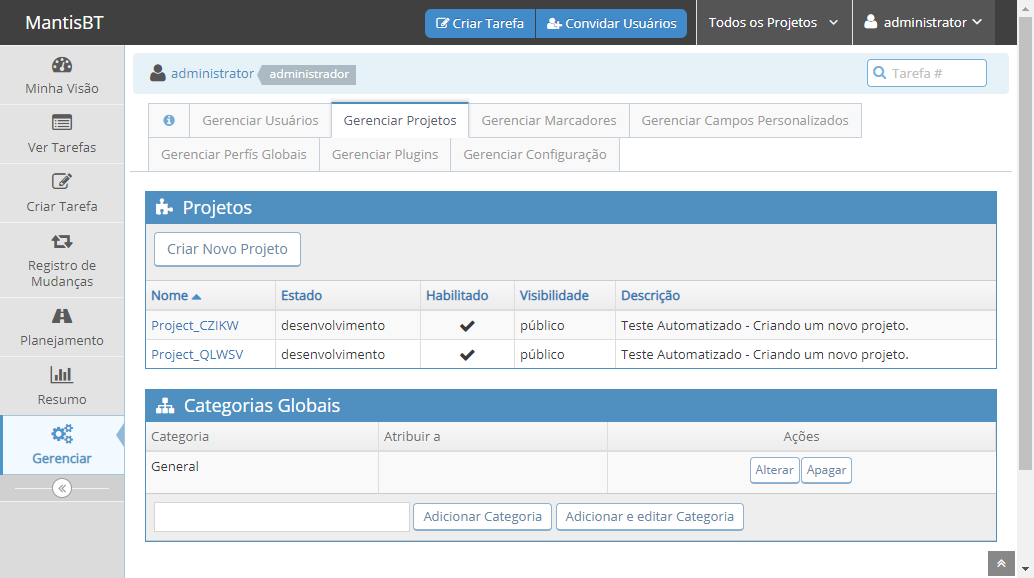 MantisBT
Criar Tarefa
Convidar Usuários
Todos os Projetos
administrator
Minha Visão
Ver Tarefas
Criar Tarefa
Registro de
Mudanças
Planejamento
Resumo
Gerenciar
administrator administrador
Tarefa #
Gerenciar Usuários
Gerenciar Projetos
Gerenciar Marcadores
Gerenciar Campos Personalizados
Gerenciar Perfís Globais
Gerenciar Plugins
Gerenciar Configuração
Projetos
Criar Novo Projeto
Nome Estado Habilitado Visibilidade Descrição
Project_CZIKW desenvolvimento público Teste Automatizado - Criando um novo projeto.
Project_QLWSV desenvolvimento público Teste Automatizado - Criando um novo projeto.
Categorias Globais
Categoria Atribuir a Ações
General Alterar Apagar
Adicionar Categoria Adicionar e editar Categoria